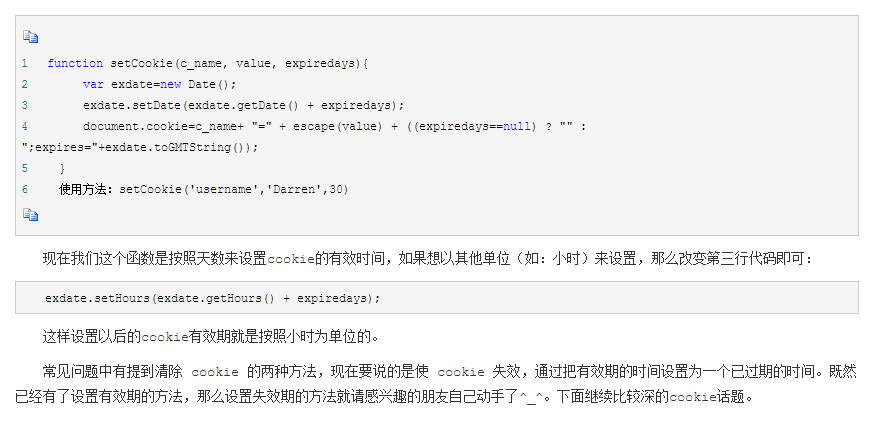 1 function setCookie(c_name, value, expiredays){
2 var exdate=new Date();
3 exdate.setDate(exdate.getDate() + expiredays);
4 document.cookie=c_name+ "=" + escape(value) + ((expiredays==null) ? "" :
";expires="+exdate.toGMTString());
5 }
6 使用方法：setCookie('username','Darren',30)
现在我们这个函数是按照天数来设置cookie的有效时间，如果想以其他单位（如：小时）来设置，那么改变第三行代码即可：
exdate.setHours(exdate.getHours() + expiredays);
这样设置以后的cookie有效期就是按照小时为单位的。
常见问题中有提到清除 cookie 的两种方法，现在要说的是使 cookie 失效，通过把有效期的时间设置为一个已过期的时间。既然
已经有了设置有效期的方法，那么设置失效期的方法就请感兴趣的朋友自己动手了^_^。下面继续比较深的cookie话题。